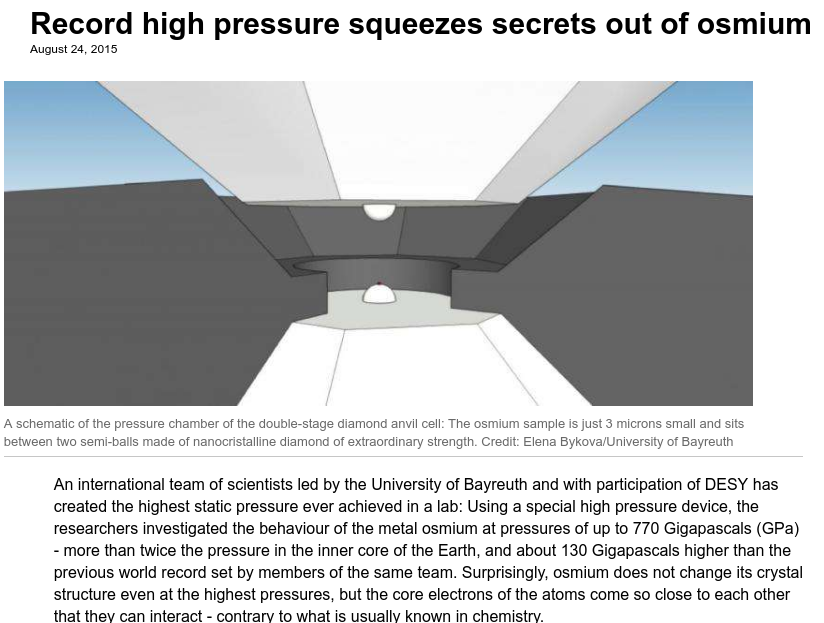 Record high pressure squeezes secrets out of osmium
August 24, 2015
A schematic of the pressure chamber of the double-stage diamond anvil cell: The osmium sample is just 3 microns small and sits
between two semi-balls made of nanocristalline diamond of extraordinary strength. Credit: Elena Bykova/University of Bayreuth
An international team of scientists led by the University of Bayreuth and with participation of DESY has
created the highest static pressure ever achieved in a lab: Using a special high pressure device, the
researchers investigated the behaviour of the metal osmium at pressures of up to 770 Gigapascals (GPa)
- more than twice the pressure in the inner core of the Earth, and about 130 Gigapascals higher than the
previous world record set by members of the same team. Surprisingly, osmium does not change its crystal
structure even at the highest pressures, but the core electrons of the atoms come so close to each other
that they can interact - contrary to what is usually known in chemistry.